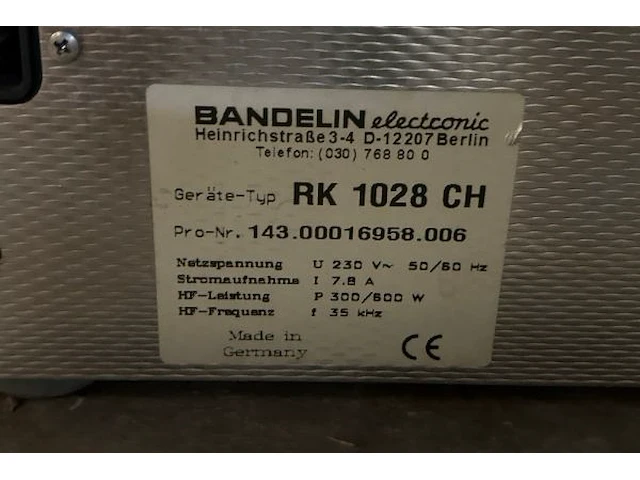 BANDELIN electronic
Heinrichstraße 3-4 D-12207 Berlin
Telefon: (030) 768 80 0
Geräte-Typ RK 1028 CH
Pro-Nr. 143.00016958.006
Netzspannung U 230 V~ 50/60 Hz
Stromaufnahme I 7.8 A
HF-Leistung P 300/600 W
HF-Frequenz f 35 kHz
Made in
Germany
CE